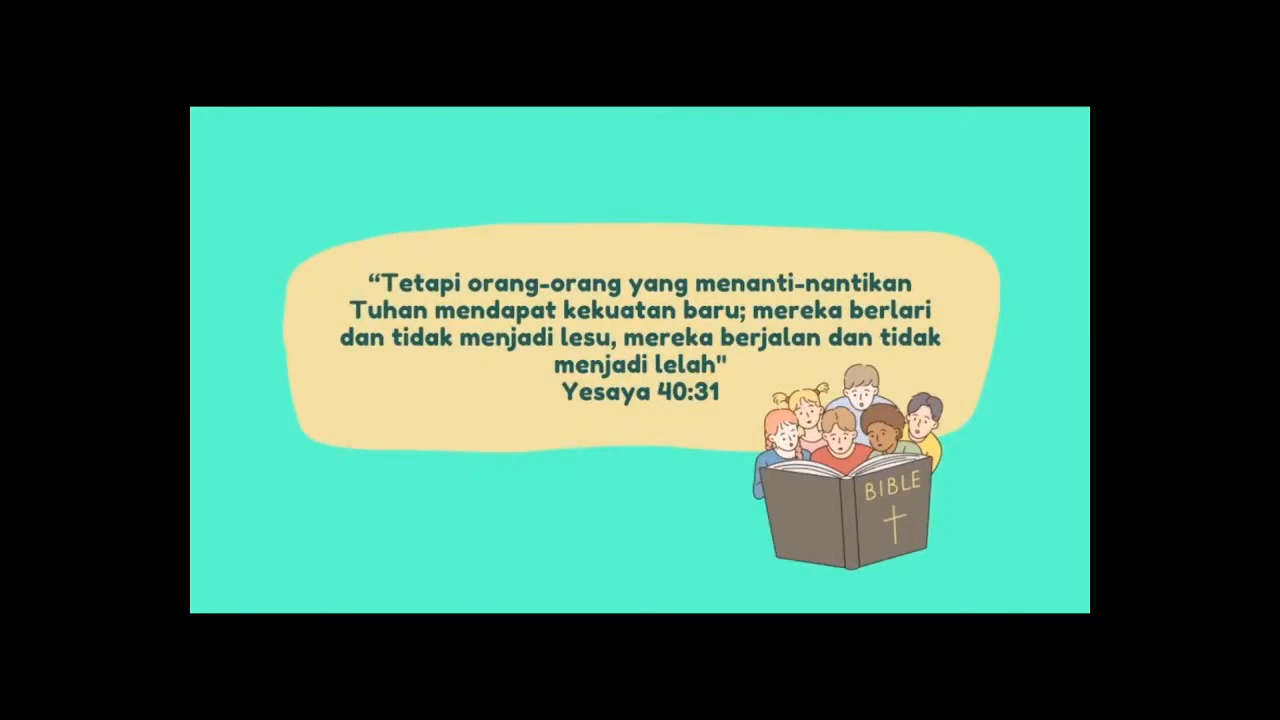 “Tetapi orang-orang yang menanti-nantikan
Tuhan mendapat kekuatan baru; mereka berlari
dan tidak menjadi lesu, mereka berjalan dan tidak
menjadi lelah"
Yesaya 40:31
BIBLE